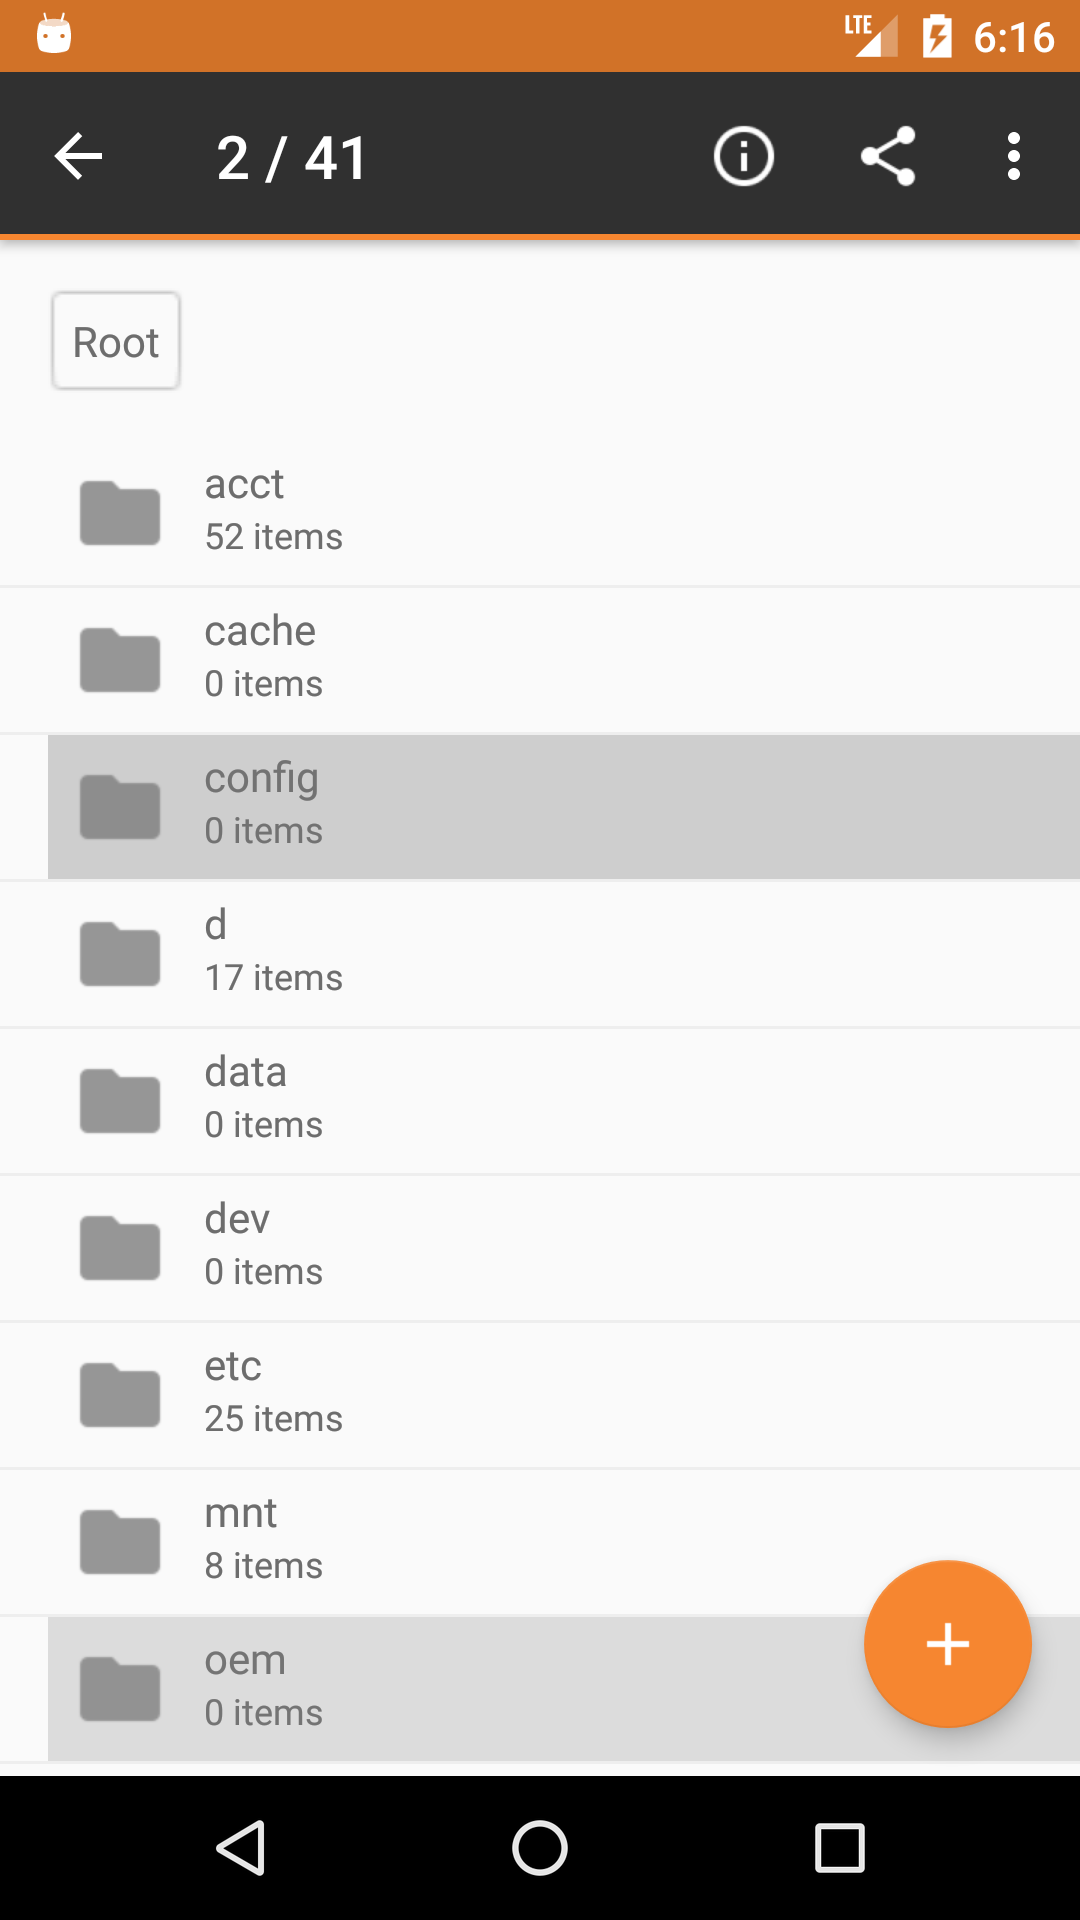 LTE 6:16
2 / 41
Root
acct
52 items
cache
0 items
config
0 items
d
17 items
data
0 items
dev
0 items
etc
25 items
mnt
8 items
oem
0 items